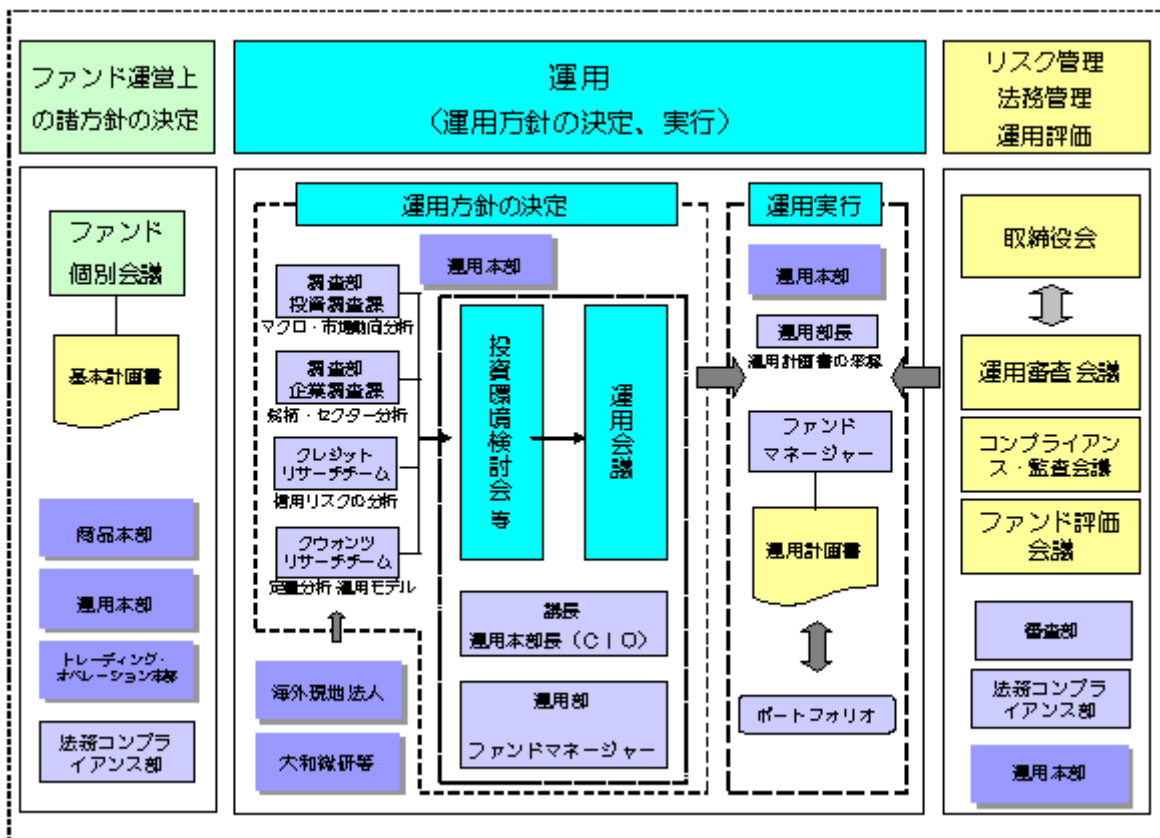 ファンド運営上
の諸方針の決定
運用
（運用方針の決定、実行）
リスク管理
法務管理
運用評価
ファンド
個別会議
基本計画書
商品本部
運用本部
トレーディング・
オペレーション本部
法務コンプラ
イアンス部
運用方針の決定
運用本部
調査部
投資調査課
マクロ・市場動向分析
調査部
企業調査課
銘柄・セクター分析
クレジット
リサーチチーム
信用リスクの分析
クウォンツ
リサーチチーム
定量分析 運用モデル
海外現地法人
大和総研等
投資環境検討会 等
運用会議
議長
運用本部長（ＣＩＯ）
運用部
ファンドマネージャー
運用実行
運用本部
運用部長
運用計画書の承認
ファンド
マネージャー
運用計画書
ポートフォリオ
取締役会
運用審査会議
コンプライアン
ス・監査会議
ファンド評価
会議
審査部
法務コンプラ
イアンス部
運用本部